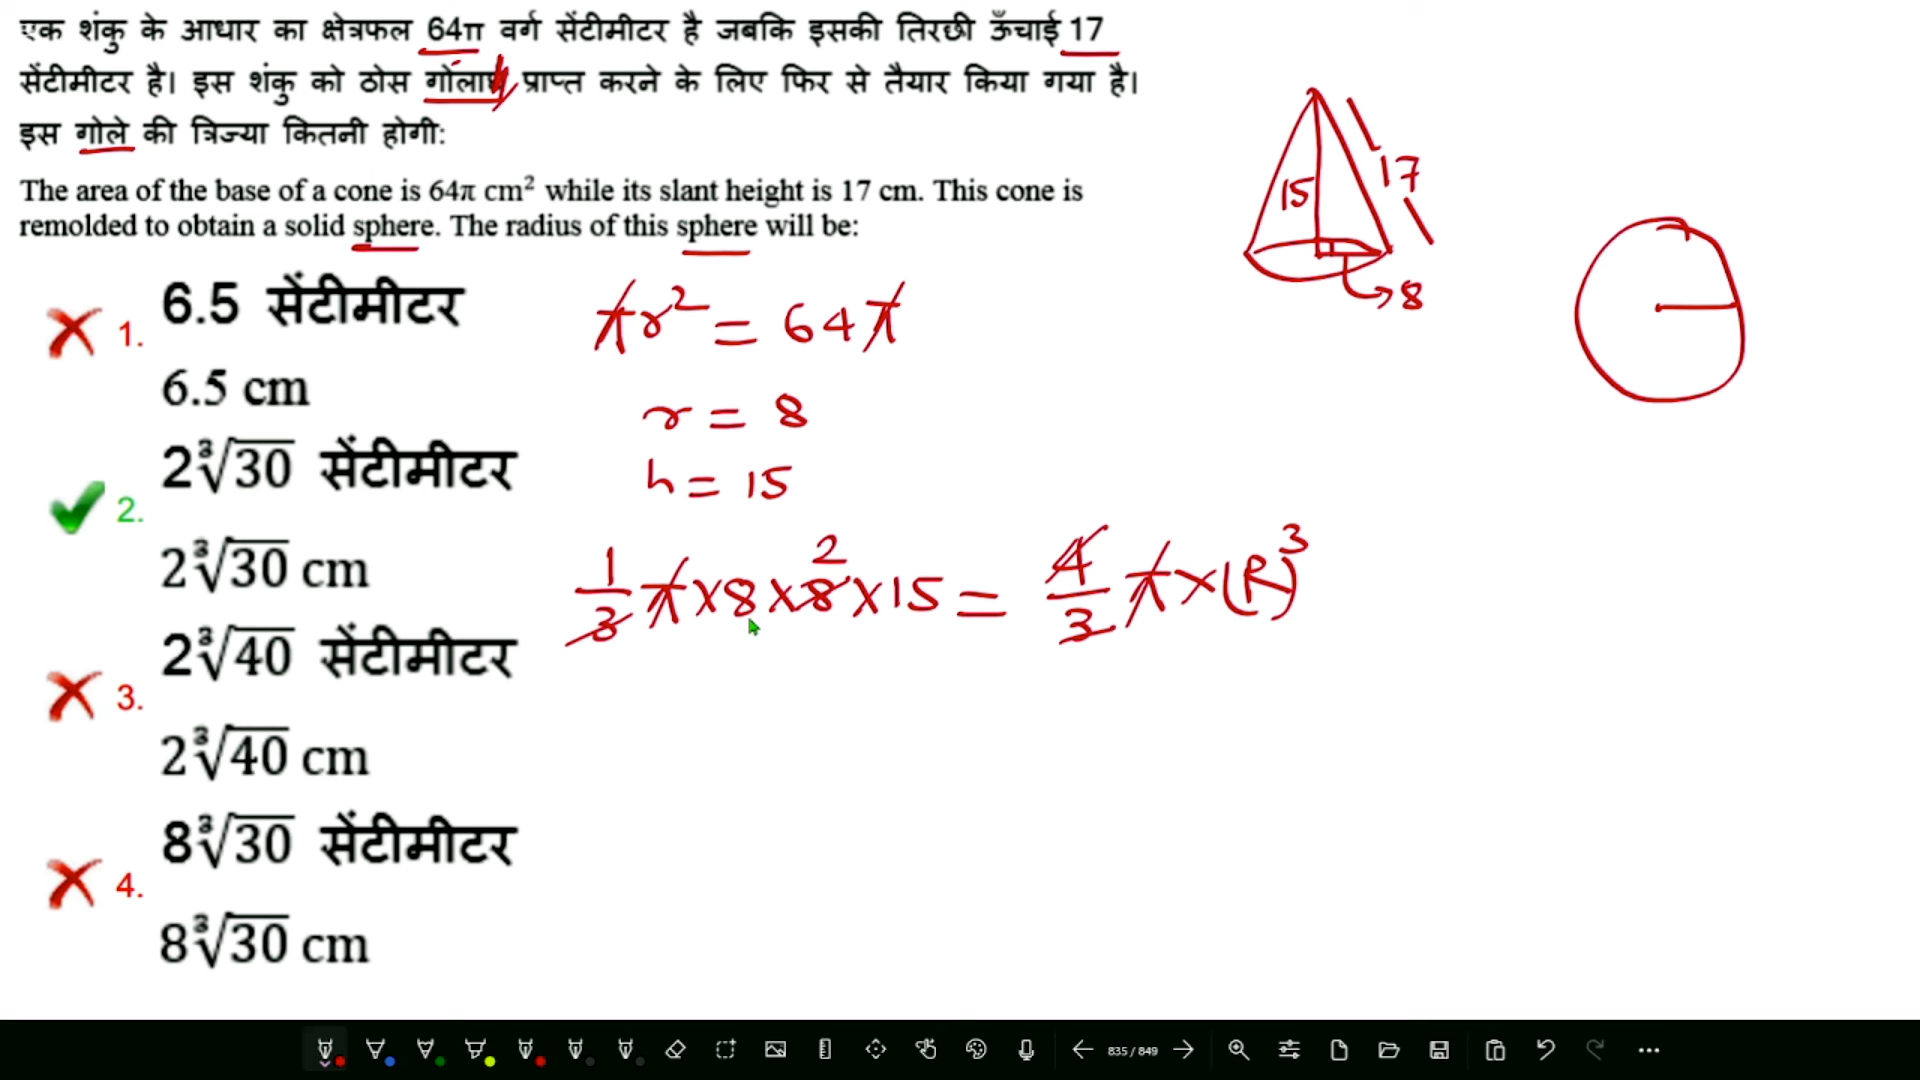 एक शंकु के आधार का क्षेत्रफल 64π वर्ग सेंटीमीटर है जबकि इसकी तिरछी ऊँचाई 17
सेंटीमीटर है। इस शंकु को ठोस प्राप्त करने के लिए फिर से तैयार किया गया है।
इस गोले की त्रिज्या कितनी होगी:
The area of the base of a cone is 64π cm² while its slant height is 17 cm. This cone is
remolded to obtain a solid sphere. The radius of this sphere will be:
1. 6.5 सेंटीमीटर
6.5 cm
2. 2∛30 सेंटीमीटर
2∛30 cm
3. 2∛40 सेंटीमीटर
2∛40 cm
4. 8∛30 सेंटीमीटर
8∛30 cm
πr² = 64π
r = 8
h = 15
2
1/3 π × 8 × 8 × 15 = 4/3 π × (R)³
15
17
8
835 / 849